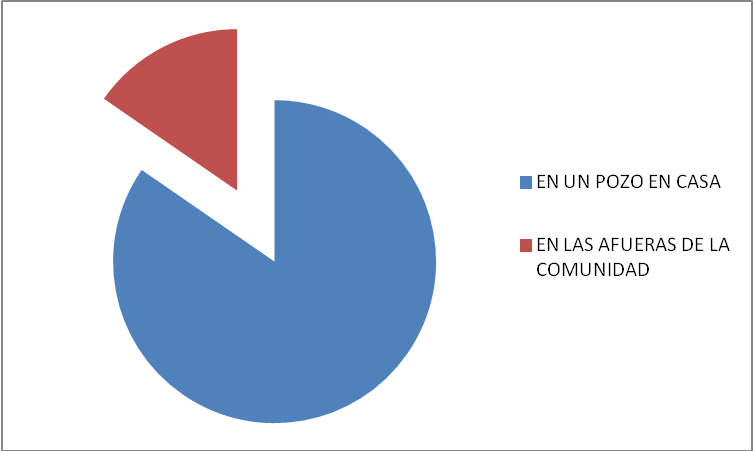 EN UN POZO EN CASA
EN LAS AFUERAS DE LA
COMUNIDAD